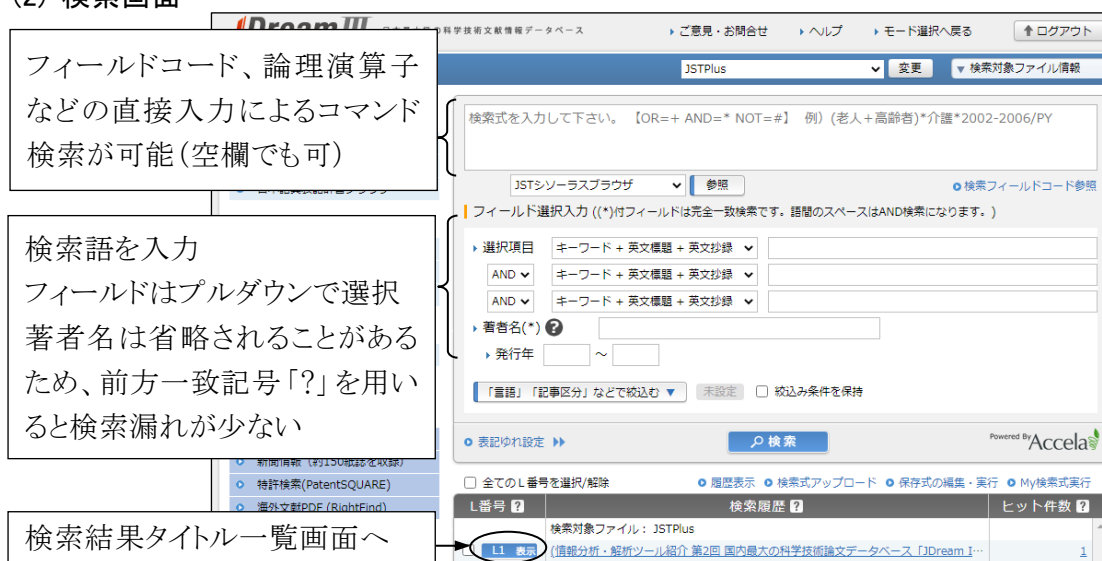 (2) 検索画面
JDream III
の科学技術文献情報データベース
ご意見・お問合せ
ヘルプ
モード選択へ戻る
ログアウト
フィールドコード、論理演算子
などの直接入力によるコマンド
検索が可能(空欄でも可)
JSTPlus
変更
▼ 検索対象ファイル情報
検索式を入力して下さい。 【OR=+ AND=* NOT=#】 例) (老人+高齢者)*介護*2002-2006/PY
JSTシソーラスブラウザ
参照
検索フィールドコード参照
フィールド選択入力 ((*)付フィールドは完全一致検索です。語間のスペースはAND検索になります。)
検索語を入力
フィールドはプルダウンで選択
著者名は省略されることがある
ため、前方一致記号「?」を用い
ると検索漏れが少ない
選択項目
キーワード + 英文標題 + 英文抄録
AND
キーワード + 英文標題 + 英文抄録
AND
キーワード + 英文標題 + 英文抄録
著者名(*) ?
発行年
~
「言語」「記事区分」などで絞込む ▼
未設定
絞込み条件を保持
表記ゆれ設定
検索
Powered By Accela
新聞情報 (約150紙誌を収録)
特許検索(PatentSQUARE)
海外文献PDF (RightFind)
全てのL番号を選択/解除
履歴表示
検索式アップロード
保存式の編集・実行
My検索式実行
L番号 ?
検索履歴 ?
ヒット件数 ?
検索結果タイトル一覧画面へ
検索対象ファイル: JSTPlus
L1 表示
(情報分析・解析ツール紹介 第2回 国内最大の科学技術論文データベース「JDream I…
1